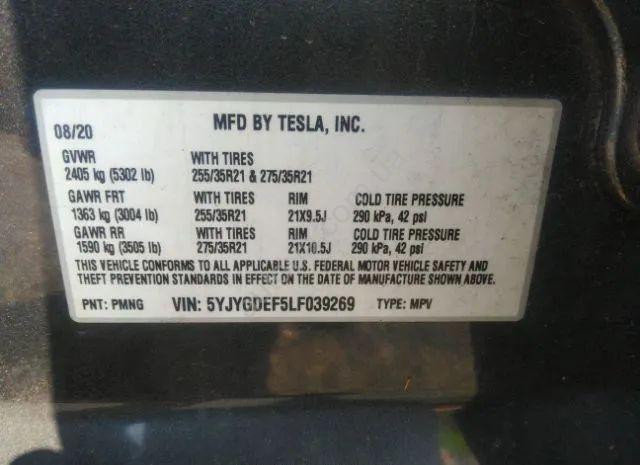 MFD BY TESLA, INC.
08/20
GVWR WITH TIRES
2405 kg (5302 lb) 255/35R21 & 275/35R21
GAWR FRT WITH TIRES RIM COLD TIRE PRESSURE
1363 kg (3004 lb) 255/35R21 21X9.5J 290 kPa, 42 psi
GAWR RR WITH TIRES RIM COLD TIRE PRESSURE
1590 kg (3505 lb) 275/35R21 21X10.5J 290 kPa, 42 psi
THIS VEHICLE CONFORMS TO ALL APPLICABLE U.S. FEDERAL MOTOR VEHICLE SAFETY AND
THEFT PREVENTION STANDARDS IN EFFECT ON THE DATE OF MANUFACTURE SHOWN ABOVE.
PNT: PMNG VIN: 5YJYGDEF5LF039269 TYPE: MPV